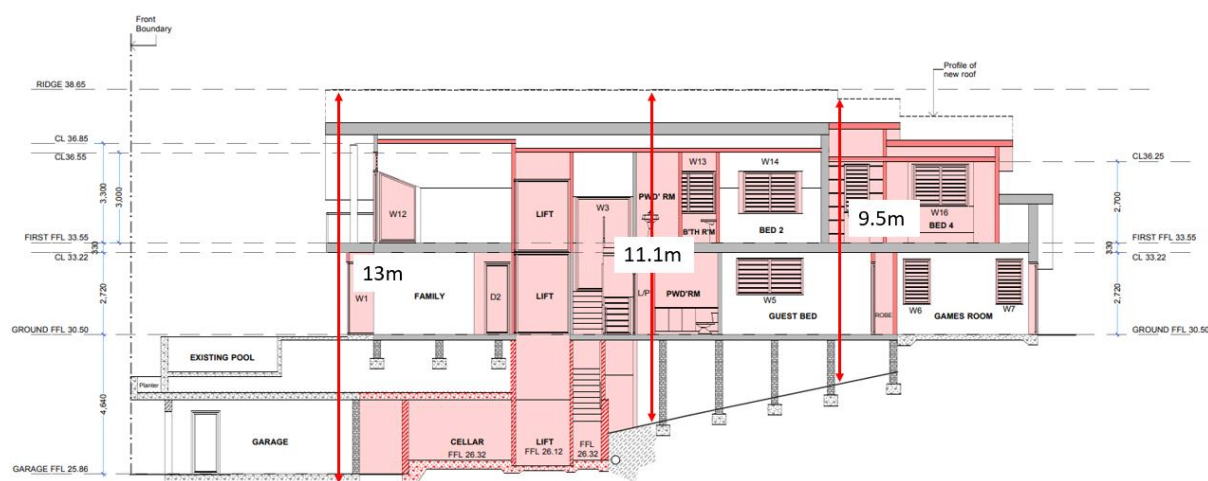 Front
Boundary
Profile of
new roof
RIDGE 38.65
CL 36.85
CL36.55
CL36.25
3,300
3,000
2,700
W12
LIFT
W3
PWD' RM
W13
B'TH R'M
W14
BED 2
9.5m
W16
BED 4
FIRST FFL 33.55
FIRST FFL 33.55
330
330
CL 33.22
CL 33.22
11.1m
13m
2,720
2,720
W1
FAMILY
D2
LIFT
L/P
PWD'RM
W5
GUEST BED
ROBE
W6
GAMES ROOM
W7
GROUND FFL 30.50
GROUND FFL 30.50
EXISTING POOL
Planter
4,640
GARAGE
CELLAR
FFL 26.32
LIFT
FFL 26.12
FFL
26.32
GARAGE FFL 25.86